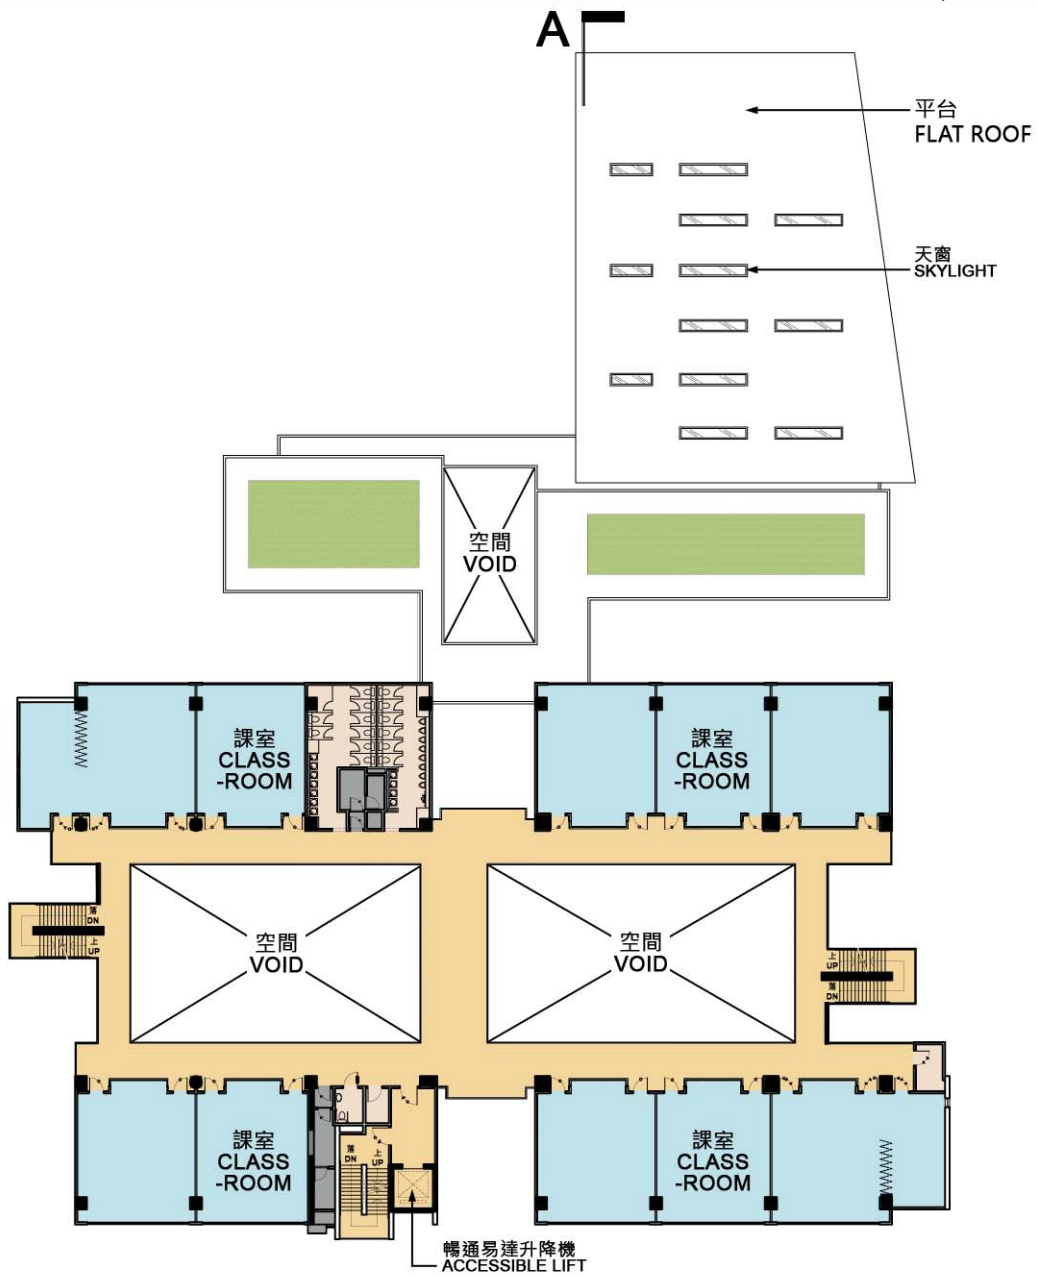 A
平台
FLAT ROOF
天窗
SKYLIGHT
空間
VOID
課室
CLASS
-ROOM
課室
CLASS
-ROOM
落
DN
上
UP
空間
VOID
空間
VOID
上
UP
落
DN
課室
CLASS
-ROOM
落
DN
上
UP
課室
CLASS
-ROOM
暢通易達升降機
ACCESSIBLE LIFT